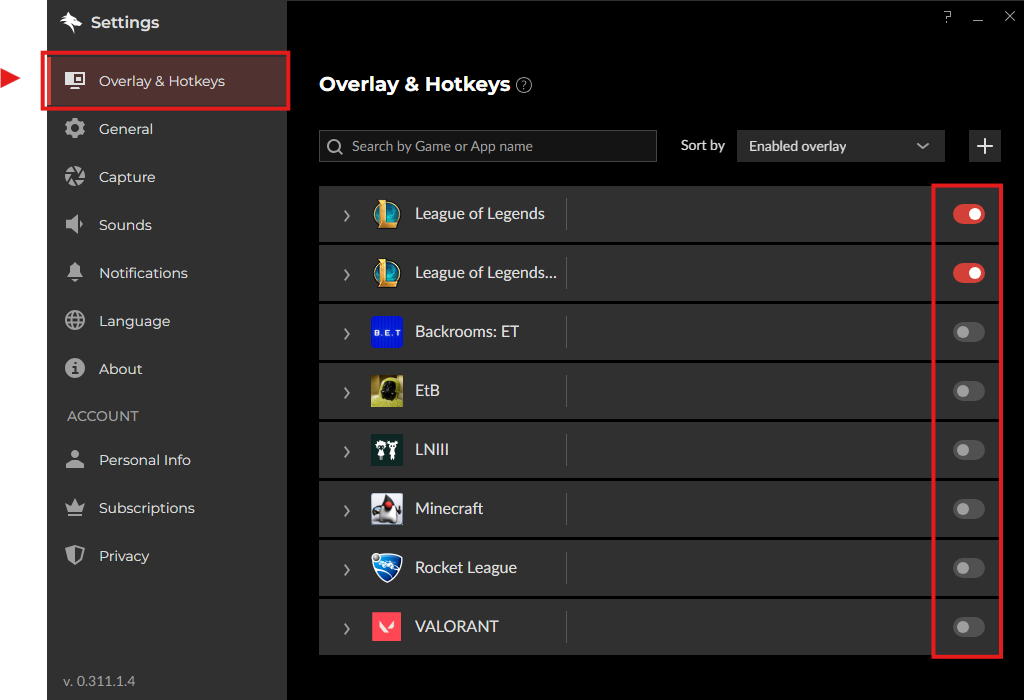 Settings
Overlay & Hotkeys
General
Capture
Sounds
Notifications
Language
About
ACCOUNT
Personal Info
Subscriptions
Privacy
v. 0.311.1.4
?
Overlay & Hotkeys ?
Search by Game or App name
Sort by Enabled overlay
League of Legends
League of Legends...
B.E.T
Backrooms: ET
EtB
LNIII
Minecraft
Rocket League
VALORANT